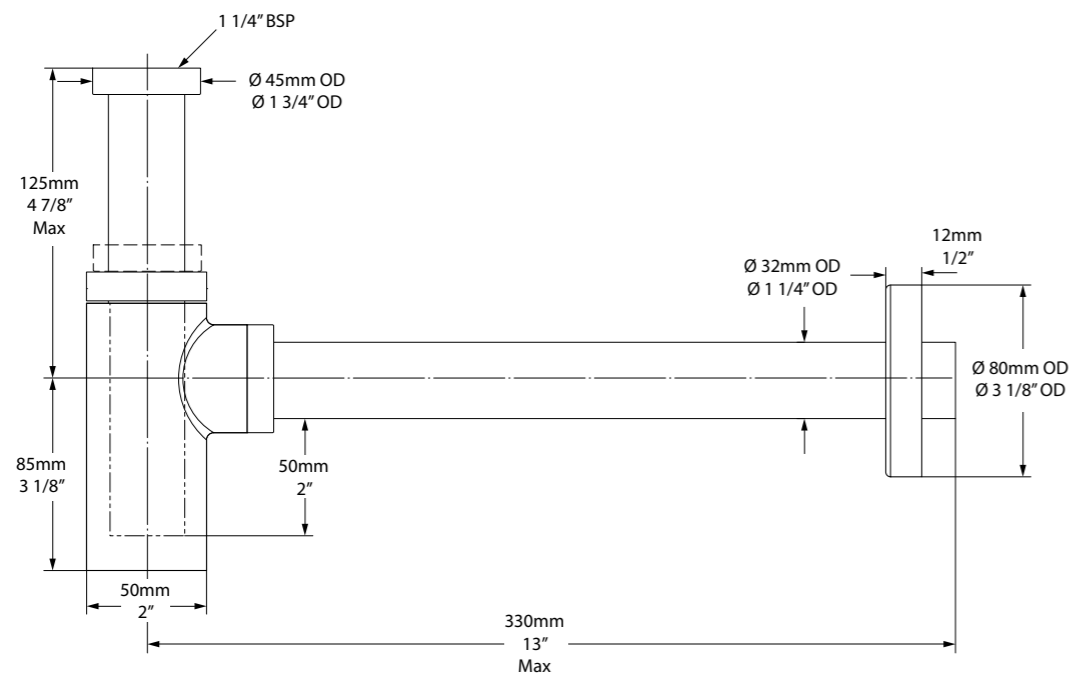 1 1/4” BSP
Ø 45mm OD
Ø 1 3/4” OD
125mm
4 7/8”
Max
12mm
1/2”
Ø 32mm OD
Ø 1 1/4” OD
Ø 80mm OD
Ø 3 1/8” OD
85mm
3 1/8”
50mm
2”
50mm
2”
330mm
13”
Max